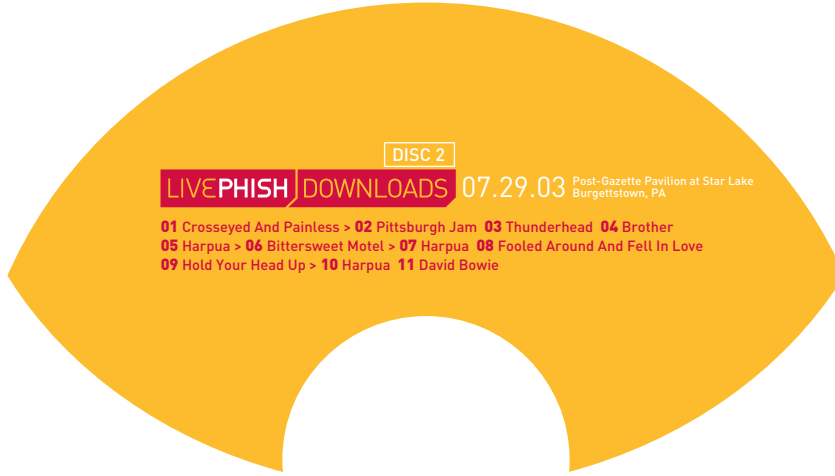 DISC 2
LIVEPHISH DOWNLOADS 07.29.03 Post-Gazette Pavilion at Star Lake
Burgettstown, PA
01 Crosseyed And Painless > 02 Pittsburgh Jam 03 Thunderhead 04 Brother
05 Harpua > 06 Bittersweet Motel > 07 Harpua 08 Fooled Around And Fell In Love
09 Hold Your Head Up > 10 Harpua 11 David Bowie